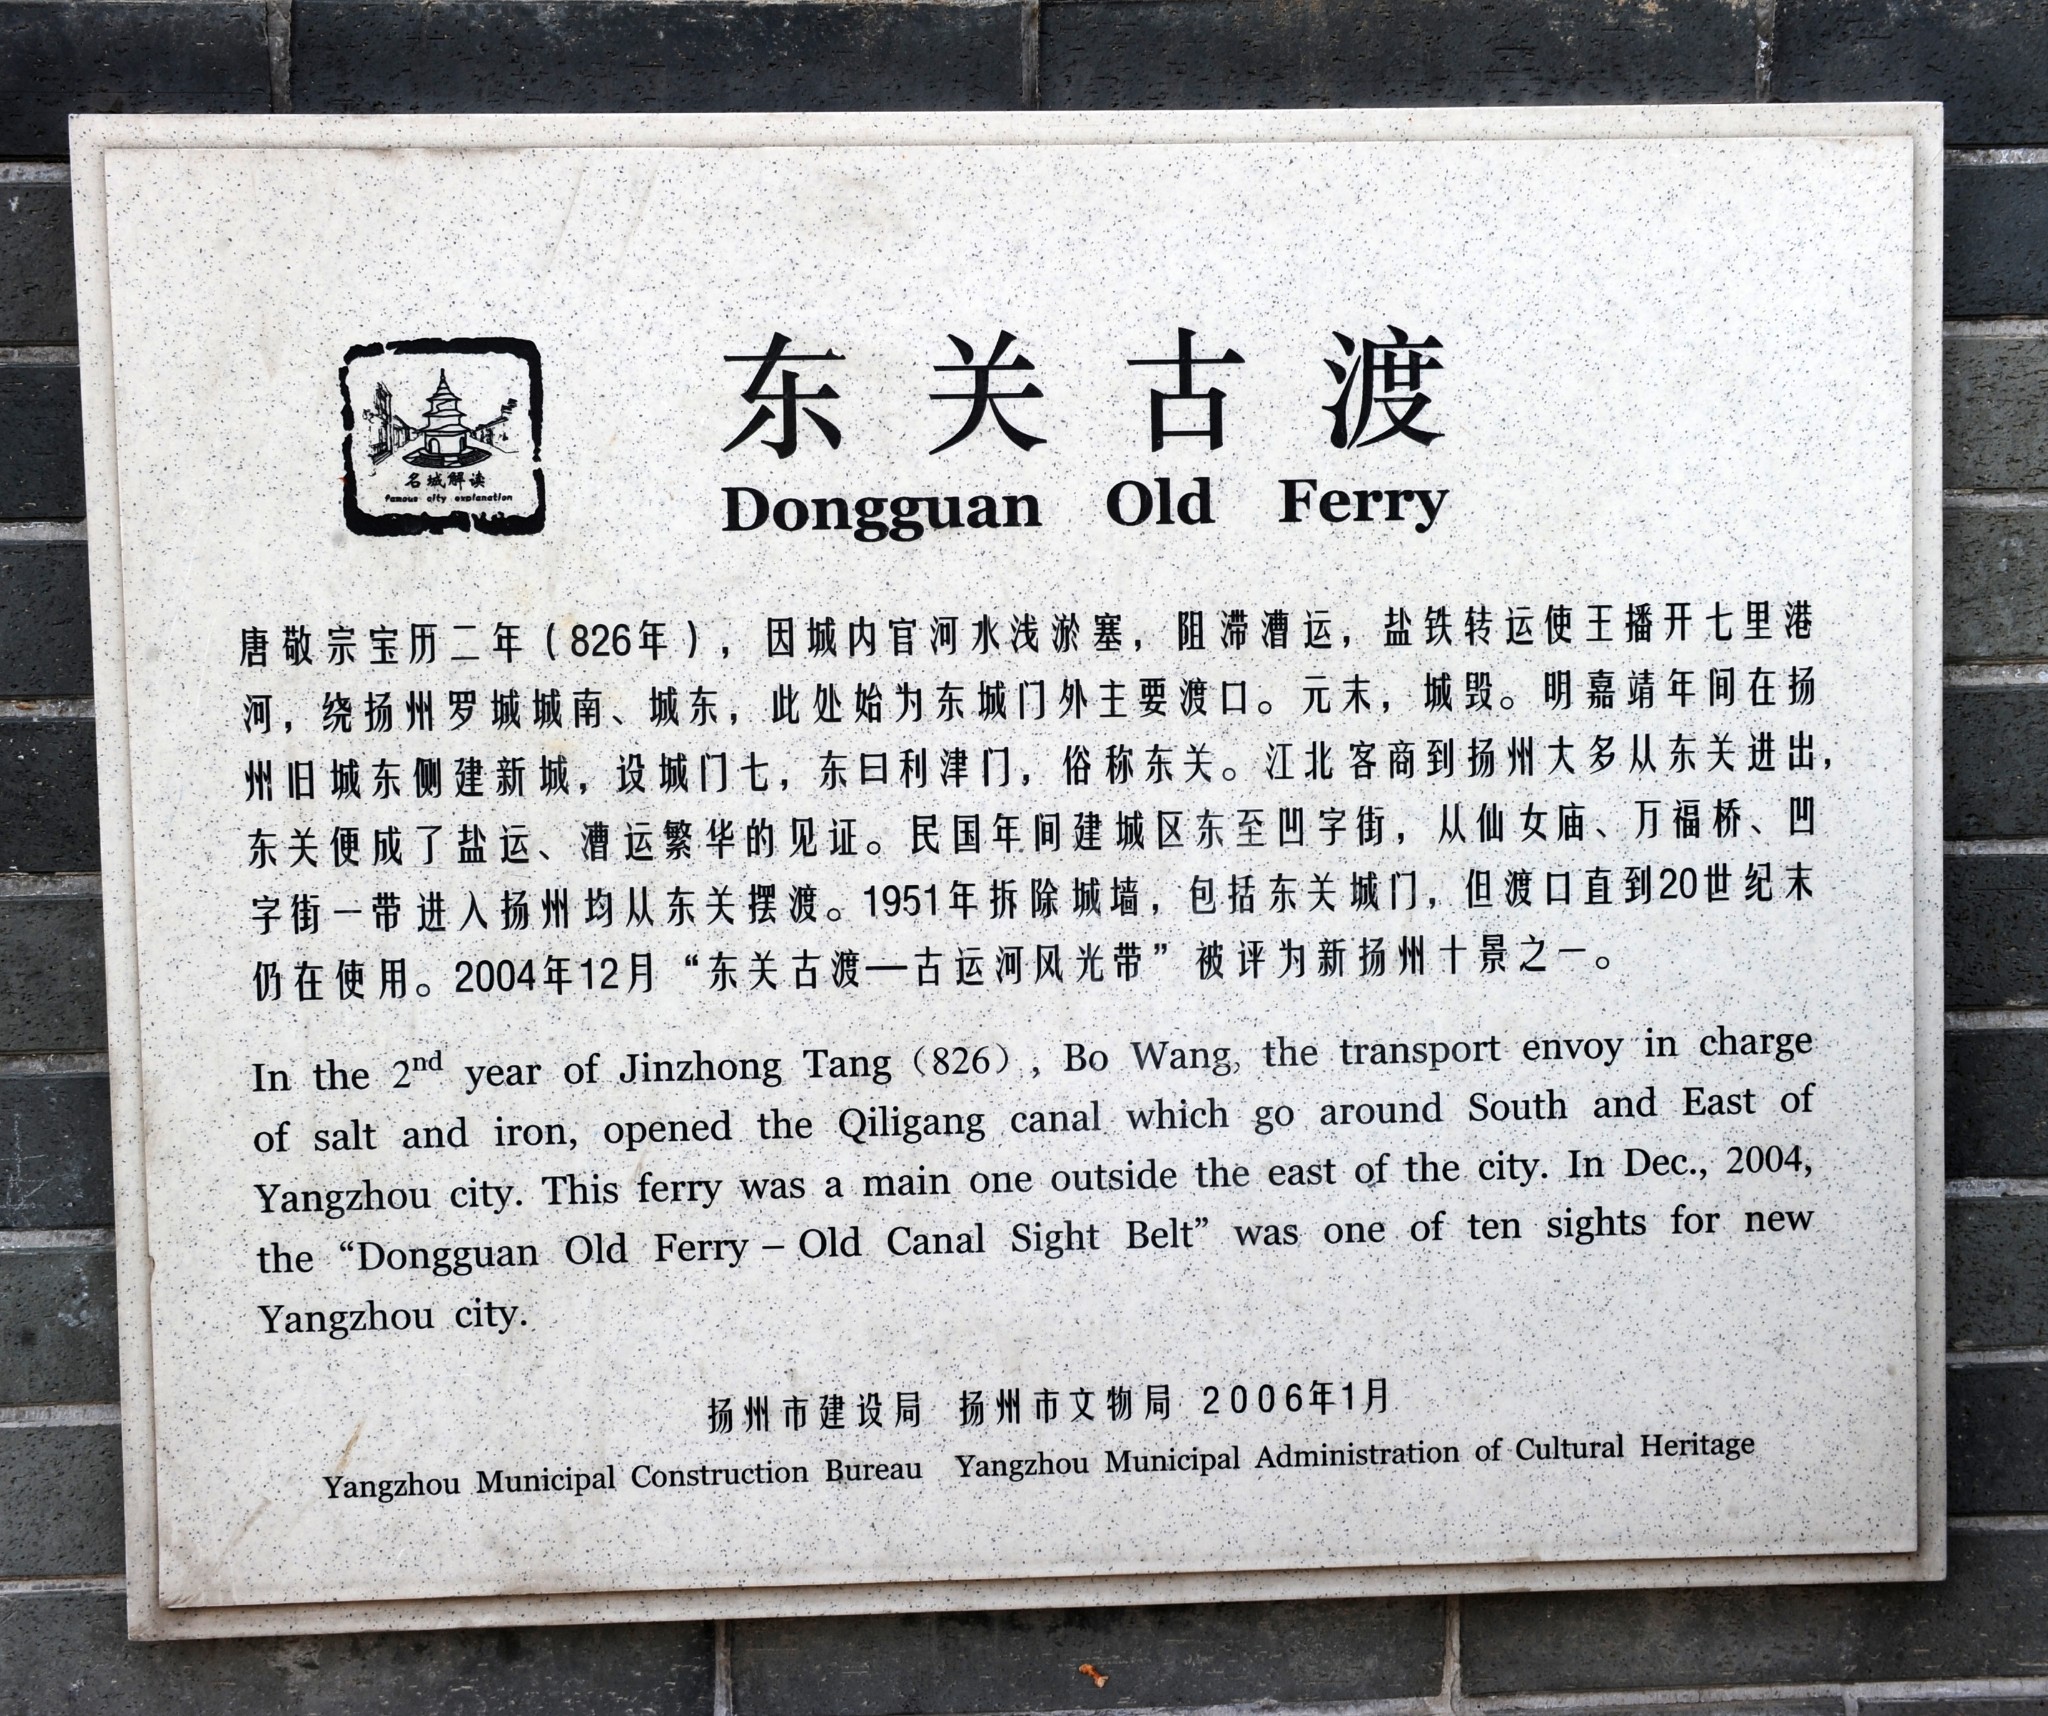 东关古渡
Dongguan Old Ferry
名城解读
famous city explanation
唐敬宗宝历二年（826年），因城内官河水浅淤塞，阻滞漕运，盐铁转运使王播开七里港
河，绕扬州罗城城南、城东，此处始为东城门外主要渡口。元末，城毁。明嘉靖年间在扬
州旧城东侧建新城，设城门七，东曰利津门，俗称东关。江北客商到扬州大多从东关进出，
东关便成了盐运、漕运繁华的见证。民国年间建城区东至凹字街，从仙女庙、万福桥、凹
字街一带进入扬州均从东关摆渡。1951年拆除城墙，包括东关城门，但渡口直到20世纪末
仍在使用。2004年12月“东关古渡—古运河风光带”被评为新扬州十景之一。
In the 2nd year of Jinzhong Tang（826）, Bo Wang, the transport envoy in charge
of salt and iron, opened the Qiligang canal which go around South and East of
Yangzhou city. This ferry was a main one outside the east of the city. In Dec., 2004,
the “Dongguan Old Ferry – Old Canal Sight Belt” was one of ten sights for new
Yangzhou city.
扬州市建设局 扬州市文物局 2006年1月
Yangzhou Municipal Construction Bureau Yangzhou Municipal Administration of Cultural Heritage